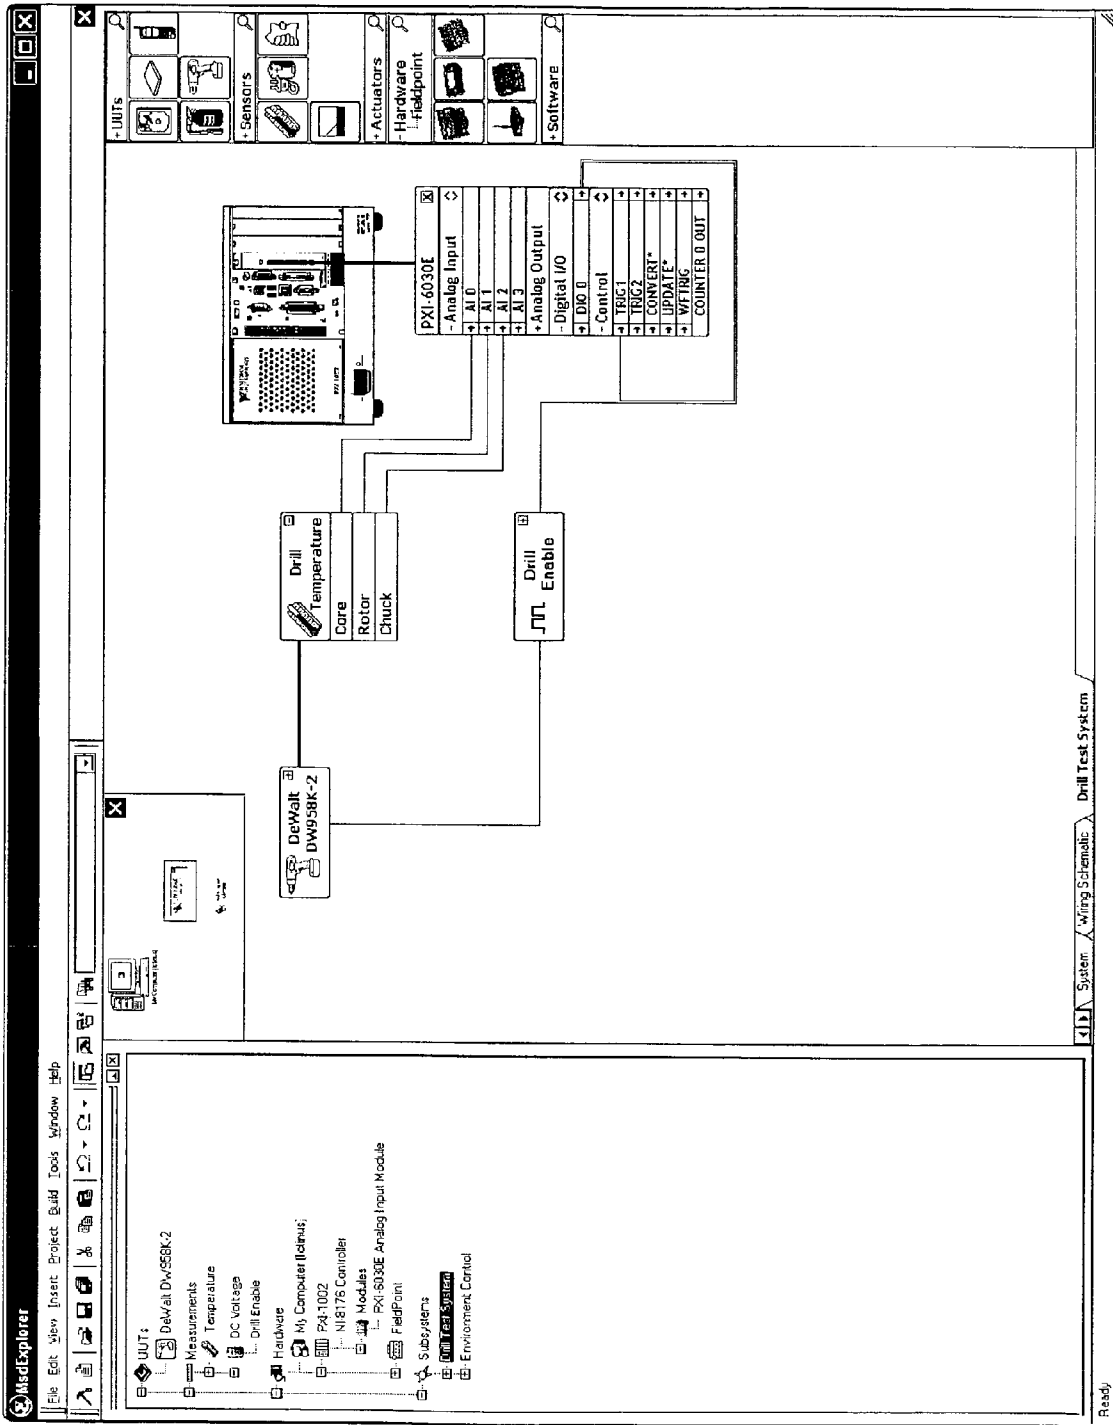 MsdExplorer
File Edit View Insert Project Build Tools Window Help
UUTs
DeWalt DW958K-2
Measurements
Temperature
DC Voltage
Drill Enable
Hardware
PXI-1002
NI-8176 Controller
Modules
PXI-6030E Analog Input Module
FieldPoint
Subsystems
Drill Test System
Environment Control
DeWalt
DW958K-2
Drill
Temperature
Core
Rotor
Chuck
Drill
Enable
PXI-6030E
- Analog Input
AI 0
AI 1
AI 2
AI 3
+ Analog Output
- Digital I/O
DIO 0
- Control
TRIG1
TRIG2
CONVERT*
UPDATE*
WFTRIG
COUNTER 0 OUT
+ UUTs
+ Sensors
+ Actuators
- Hardware
Fieldpoint
+ Software
System
Wiring Schematic
Drill Test System
Ready